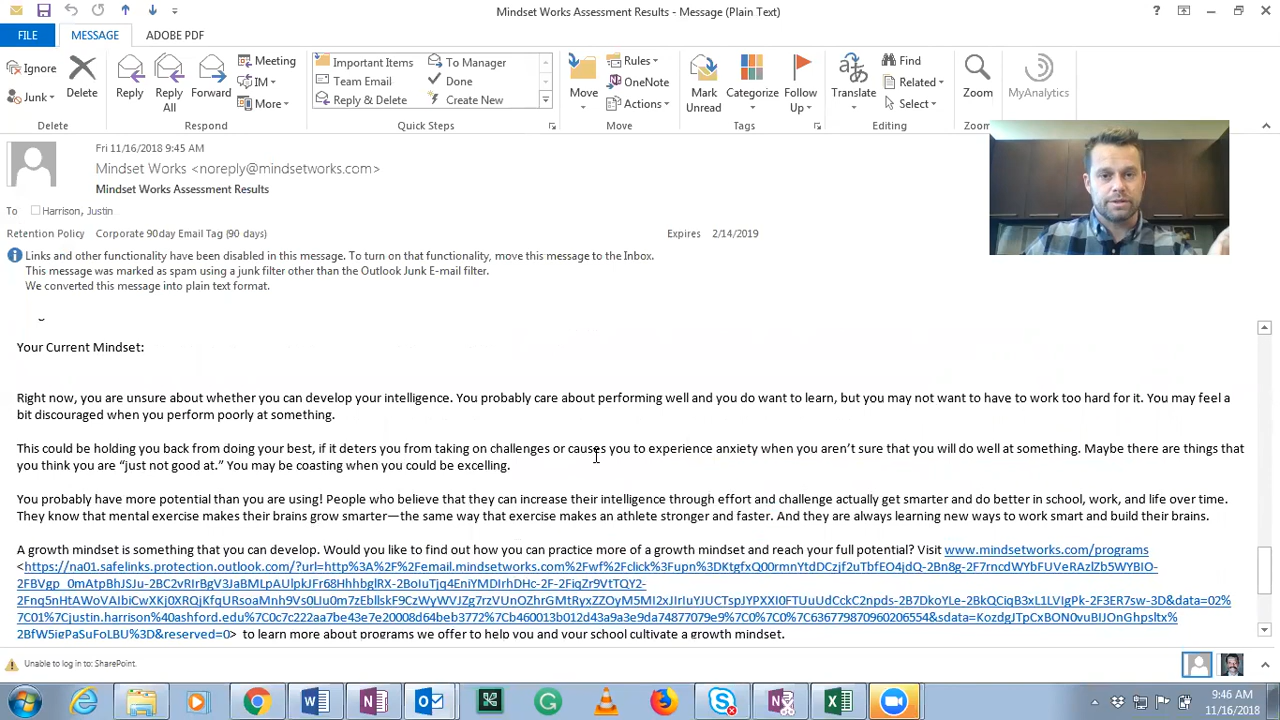 Mindset Works Assessment Results - Message (Plain Text)
FILE
MESSAGE
ADOBE PDF
Ignore
Junk
Delete
Delete
Reply
Reply All
Forward
Meeting
IM
More
Respond
Important Items
Team Email
Reply & Delete
To Manager
Done
Create New
Quick Steps
Move
Rules
OneNote
Actions
Move
Mark Unread
Categorize
Follow Up
Tags
Translate
Find
Related
Select
Editing
Zoom
Zoom
MyAnalytics
Fri 11/16/2018 9:45 AM
Mindset Works <noreply@mindsetworks.com>
Mindset Works Assessment Results
To Harrison, Justin
Retention Policy Corporate 90day Email Tag (90 days) Expires 2/14/2019
Links and other functionality have been disabled in this message. To turn on that functionality, move this message to the Inbox.
This message was marked as spam using a junk filter other than the Outlook Junk E-mail filter.
We converted this message into plain text format.
Your Current Mindset:
Right now, you are unsure about whether you can develop your intelligence. You probably care about performing well and you do want to learn, but you may not want to have to work too hard for it. You may feel a
bit discouraged when you perform poorly at something.
This could be holding you back from doing your best, if it deters you from taking on challenges or causes you to experience anxiety when you aren't sure that you will do well at something. Maybe there are things that
you think you are “just not good at.” You may be coasting when you could be excelling.
You probably have more potential than you are using! People who believe that they can increase their intelligence through effort and challenge actually get smarter and do better in school, work, and life over time.
They know that mental exercise makes their brains grow smarter—the same way that exercise makes an athlete stronger and faster. And they are always learning new ways to work smart and build their brains.
A growth mindset is something that you can develop. Would you like to find out how you can practice more of a growth mindset and reach your full potential? Visit www.mindsetworks.com/programs
to learn more about programs we offer to help you and your school cultivate a growth mindset.
Unable to log in to: SharePoint.
9:46 AM
11/16/2018